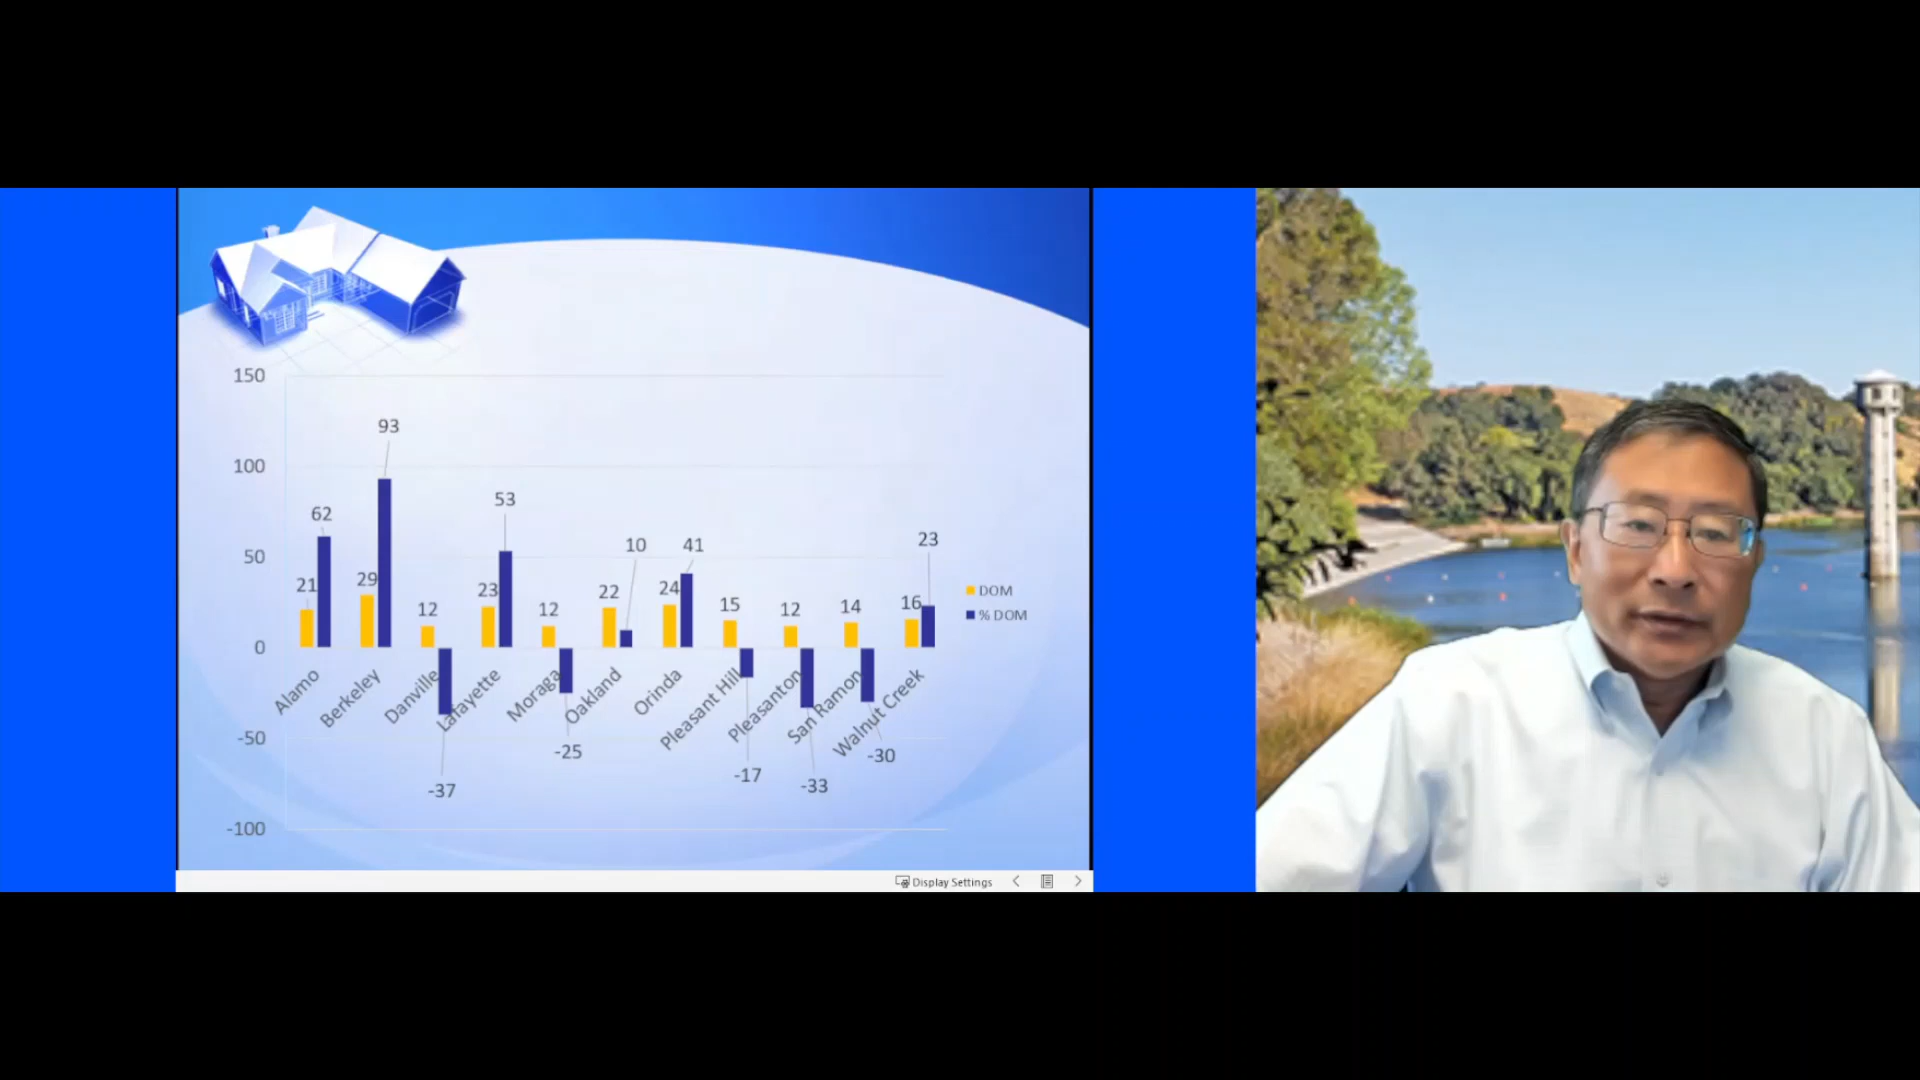 150
100
50
0
-50
-100
62
93
53
10
41
23
21
29
12
23
12
22
24
15
12
14
16
-37
-25
-17
-33
-30
Alamo
Berkeley
Danville
Lafayette
Moraga
Oakland
Orinda
Pleasant Hill
Pleasanton
San Ramon
Walnut Creek
DOM
% DOM
Display Settings